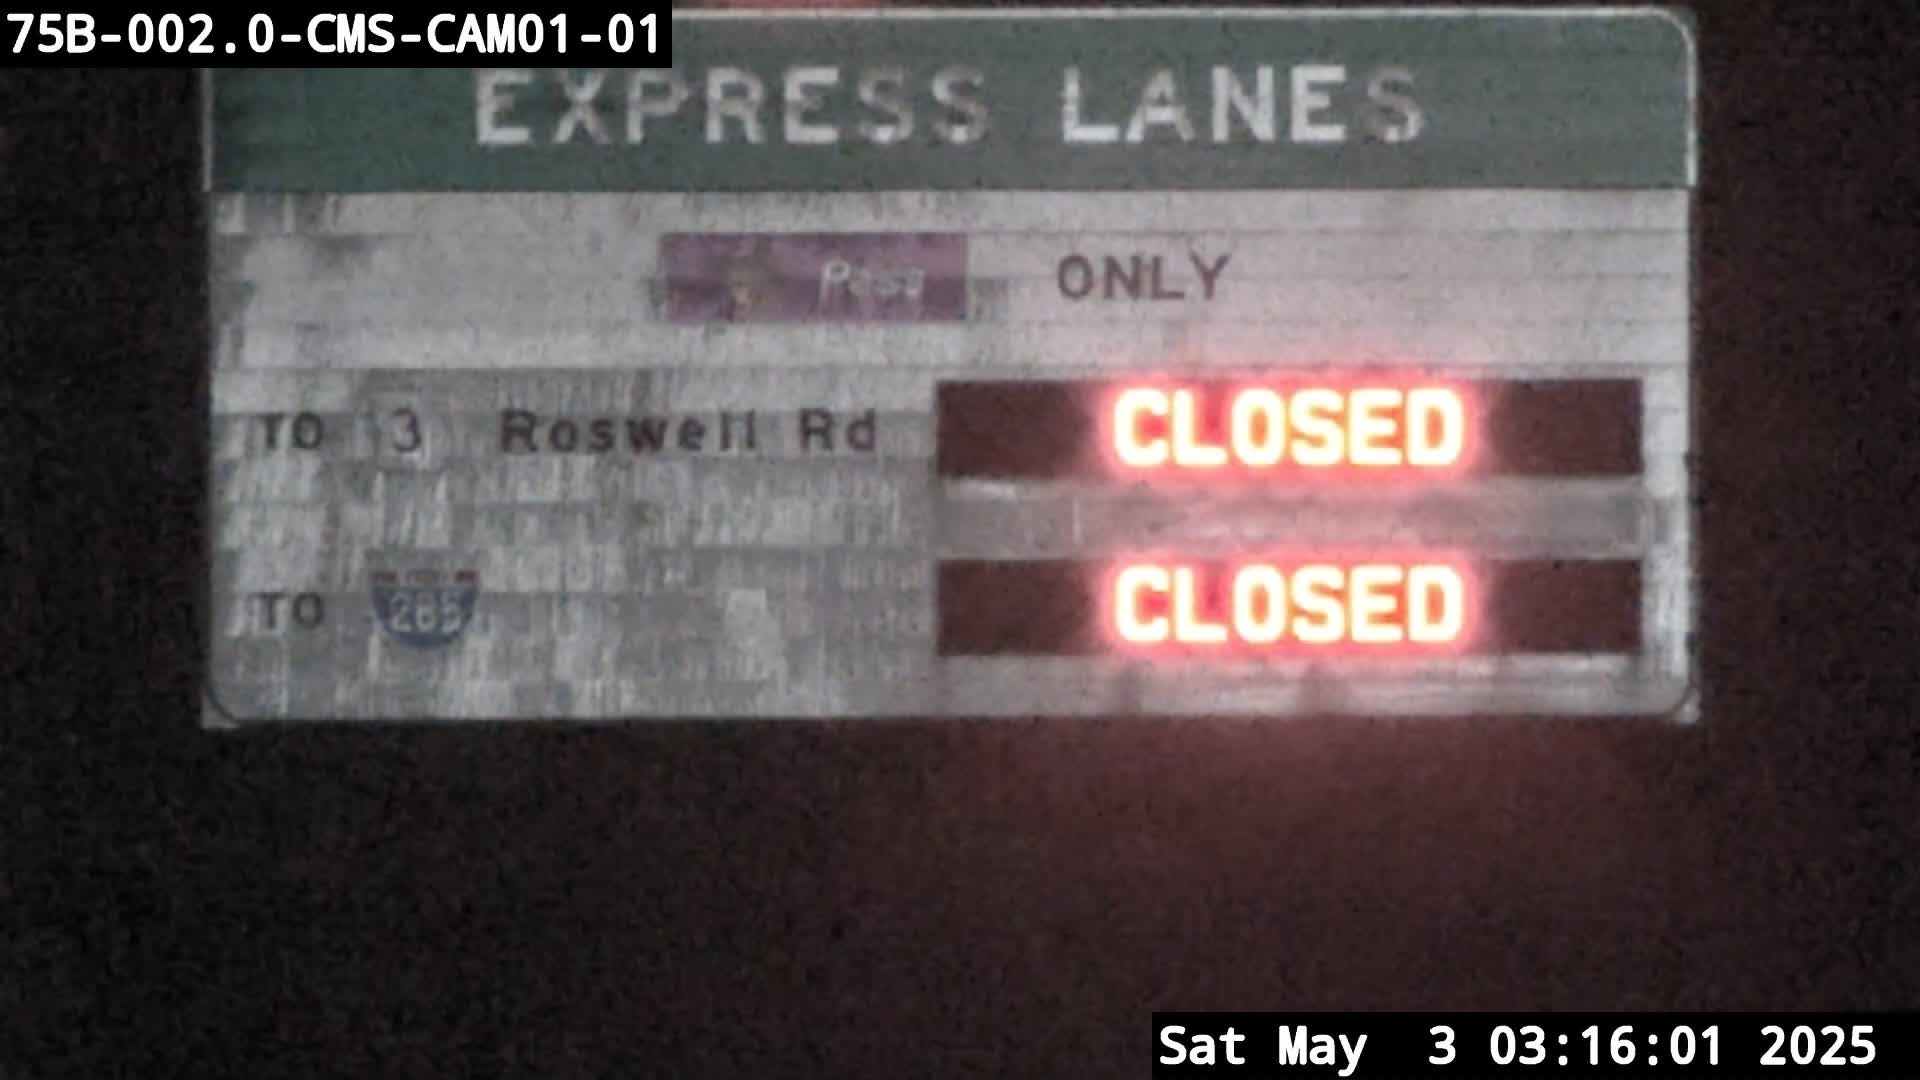 75B-002.0-CMS-CAM01-01
EXPRESS LANES
Pass ONLY
TO 3 Roswell Rd CLOSED
TO 285 CLOSED
Sat May 3 03:16:01 2025